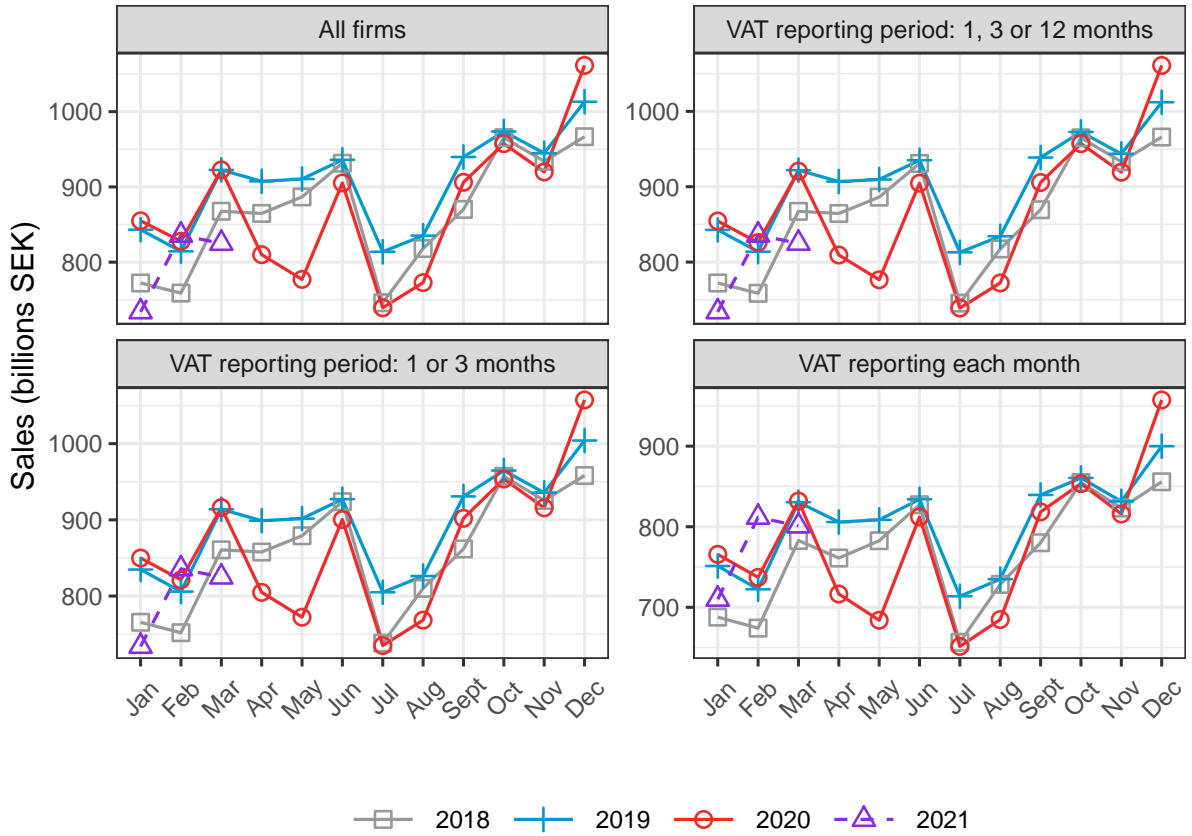 All firms
VAT reporting period: 1, 3 or 12 months
1000
900
800
1000
900
800
VAT reporting period: 1 or 3 months
VAT reporting each month
1000
900
800
900
800
700
Sales (billions SEK)
Jan Feb Mar Apr May Jun Jul Aug Sept Oct Nov Dec
Jan Feb Mar Apr May Jun Jul Aug Sept Oct Nov Dec
2018 2019 2020 2021